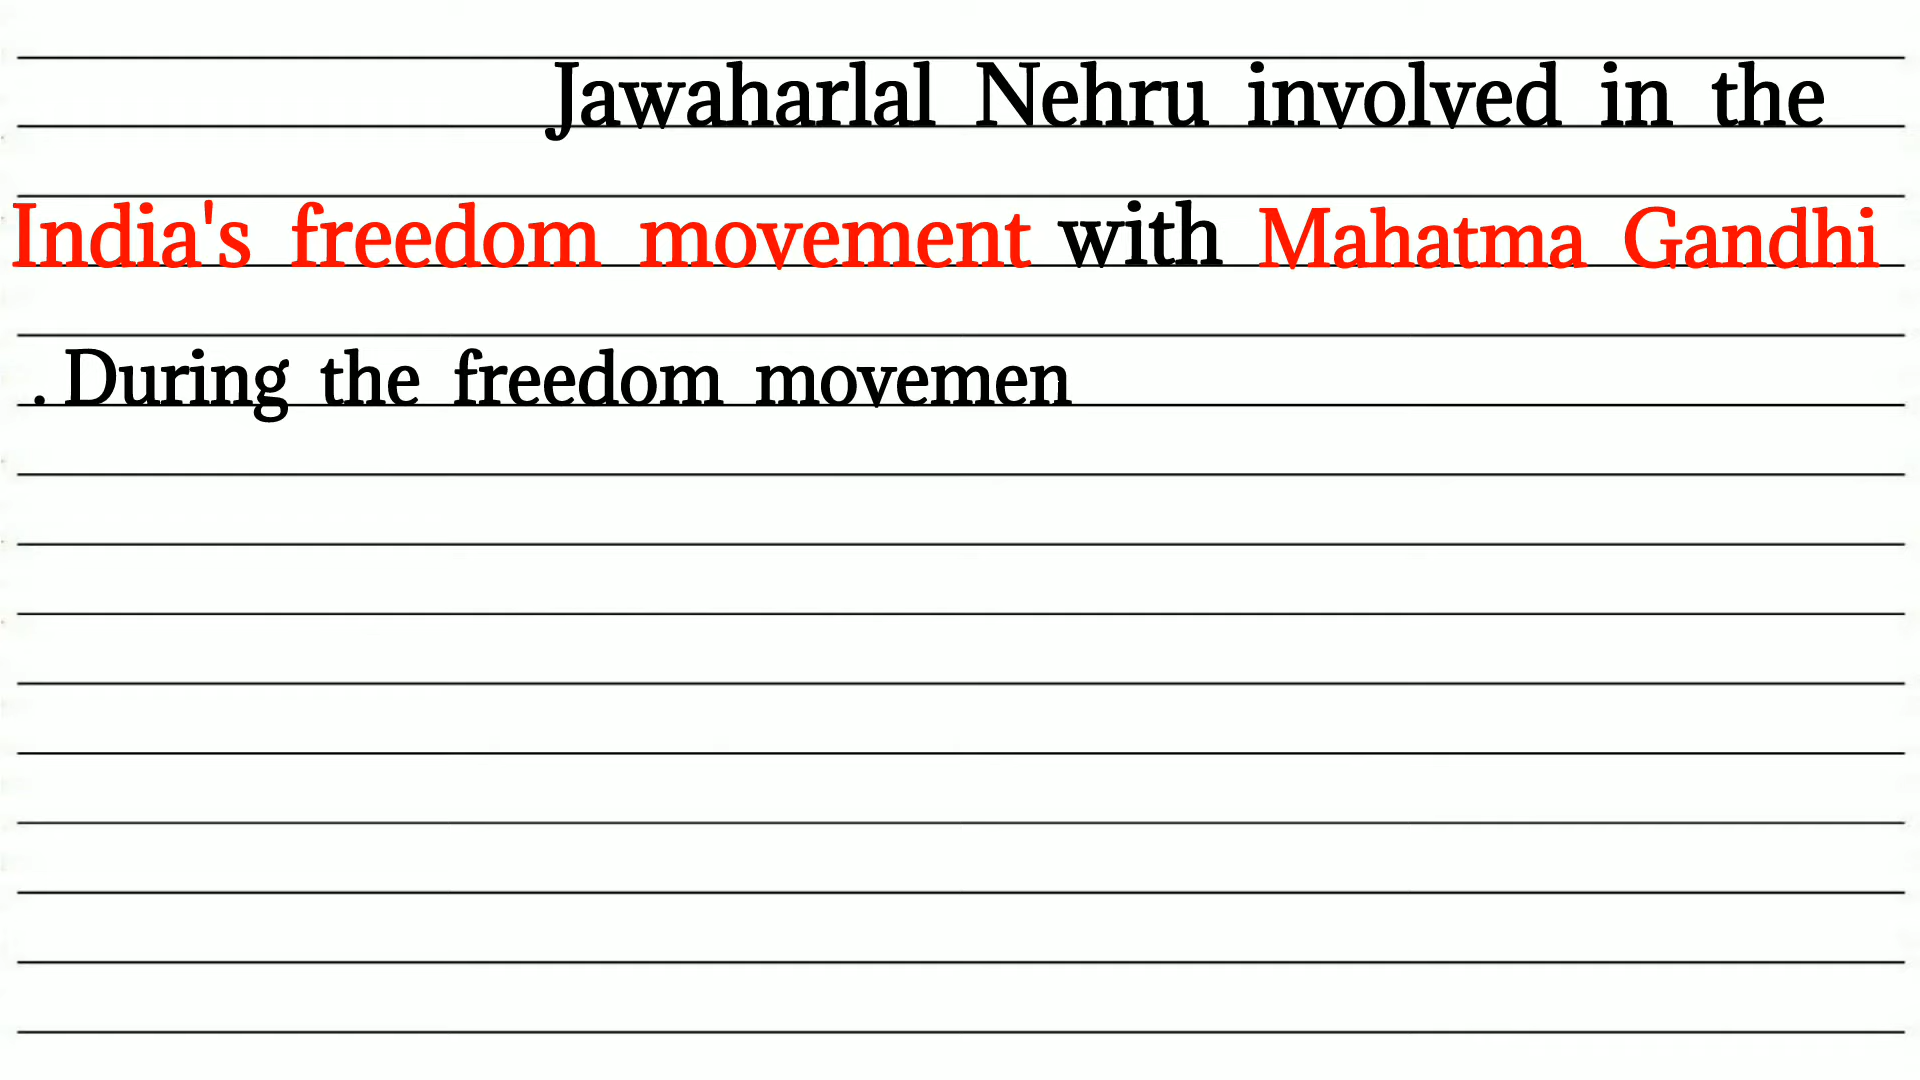 Jawaharlal Nehru involved in the
India's freedom movement with Mahatma Gandhi
. During the freedom movemen